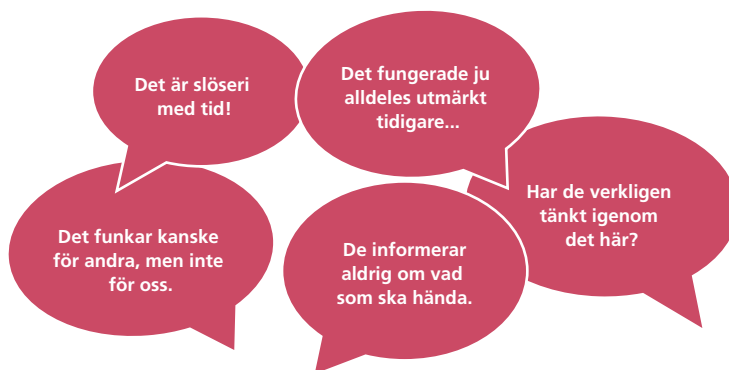 Det är slöseri
med tid!
Det fungerade ju
alldeles utmärkt
tidigare...
Har de verkligen
tänkt igenom
det här?
Det funkar kanske
för andra, men inte
för oss.
De informerar
aldrig om vad
som ska hända.